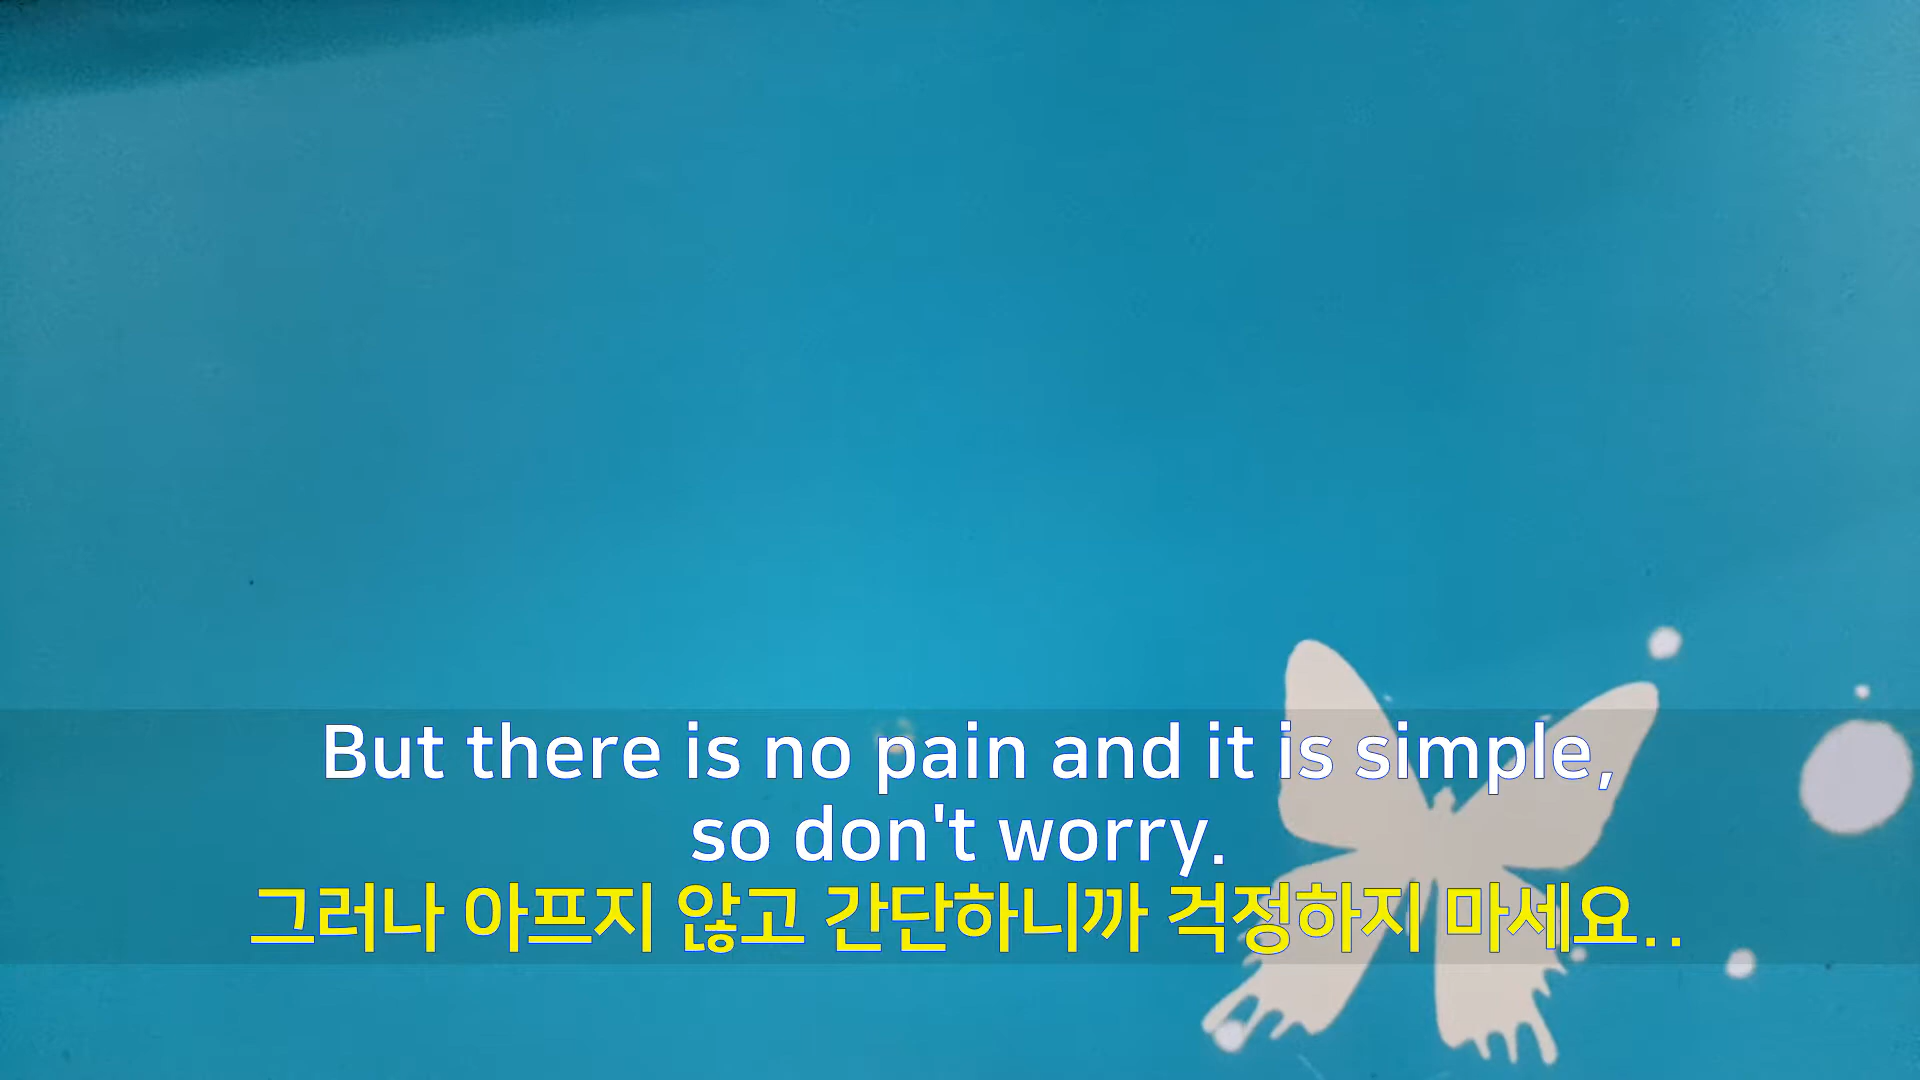 But there is no pain and it is simple,
so don't worry.
그러나 아프지 않고 간단하니까 걱정하지 마세요..